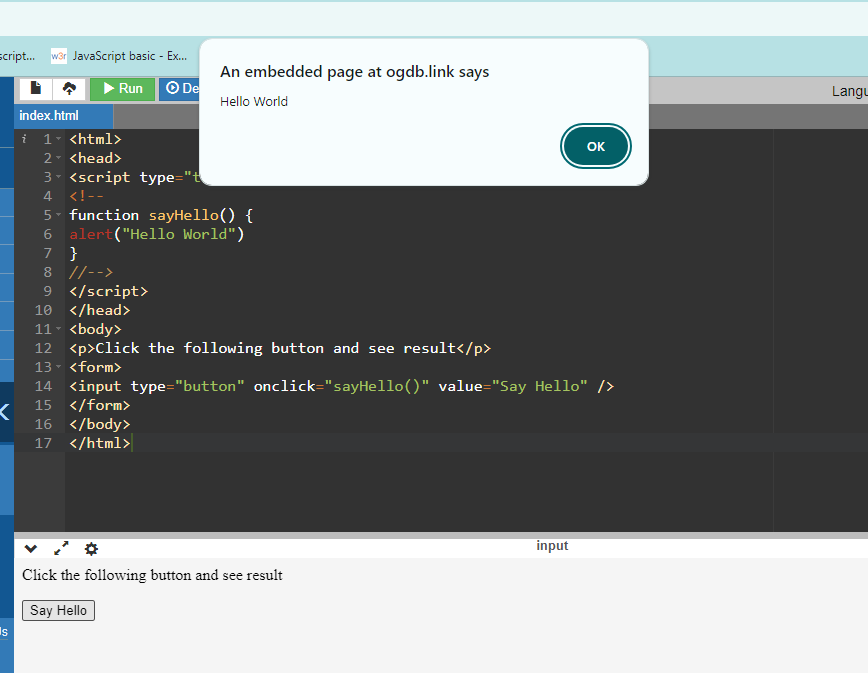 script...
w3r JavaScript basic - Ex...
An embedded page at ogdb.link says
Hello World
OK
Run
De
Langu
index.html
i 1 <html>
2 <head>
3 <script type="t
4 <!--
5 function sayHello() {
6 alert("Hello World")
7 }
8 //-->
9 </script>
10 </head>
11 <body>
12 <p>Click the following button and see result</p>
13 <form>
14 <input type="button" onclick="sayHello()" value="Say Hello" />
15 </form>
16 </body>
17 </html>
input
Click the following button and see result
Say Hello